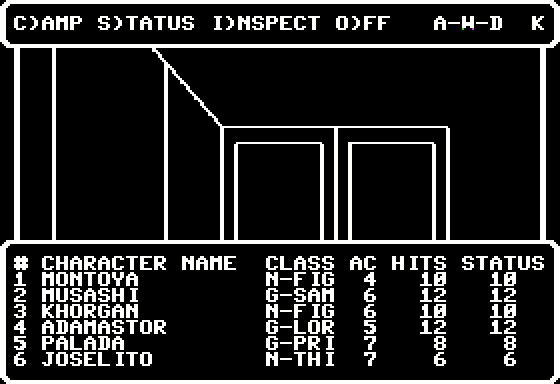 C)AMP S)TATUS I)NSPECT O)FF A-W-D K
# CHARACTER NAME CLASS AC HITS STATUS
1 MONTOYA N-FIG 4 10 10
2 MUSASHI G-SAM 6 12 12
3 KHORGAN N-FIG 6 10 10
4 ADAMASTOR G-LOR 5 12 12
5 PALADA G-PRI 7 8 8
6 JOSELITO N-THI 7 6 6